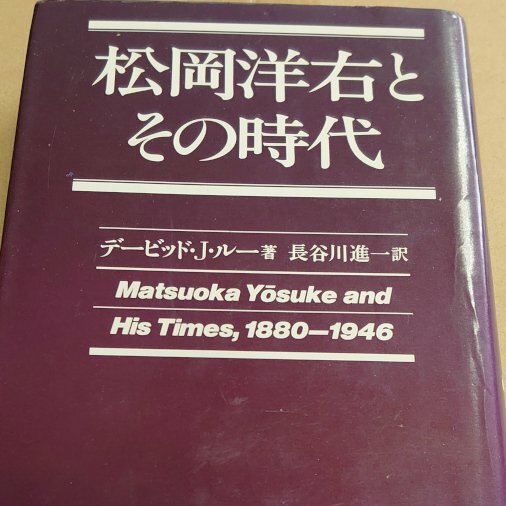 松岡洋右と
その時代
デービッド・J・ルー著 長谷川進一訳
Matsuoka Yōsuke and
His Times, 1880—1946